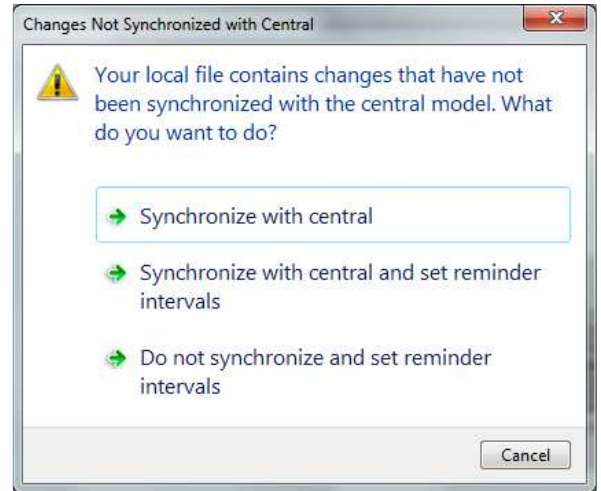 Changes Not Synchronized with Central
Your local file contains changes that have not
been synchronized with the central model. What
do you want to do?
Synchronize with central
Synchronize with central and set reminder
intervals
Do not synchronize and set reminder
intervals
Cancel